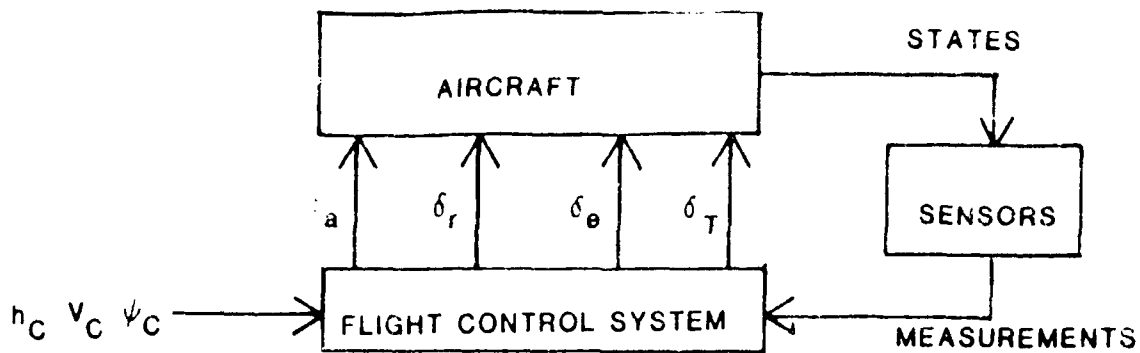 STATES
AIRCRAFT
a δr δe δT
SENSORS
hC VC ψC
FLIGHT CONTROL SYSTEM
MEASUREMENTS